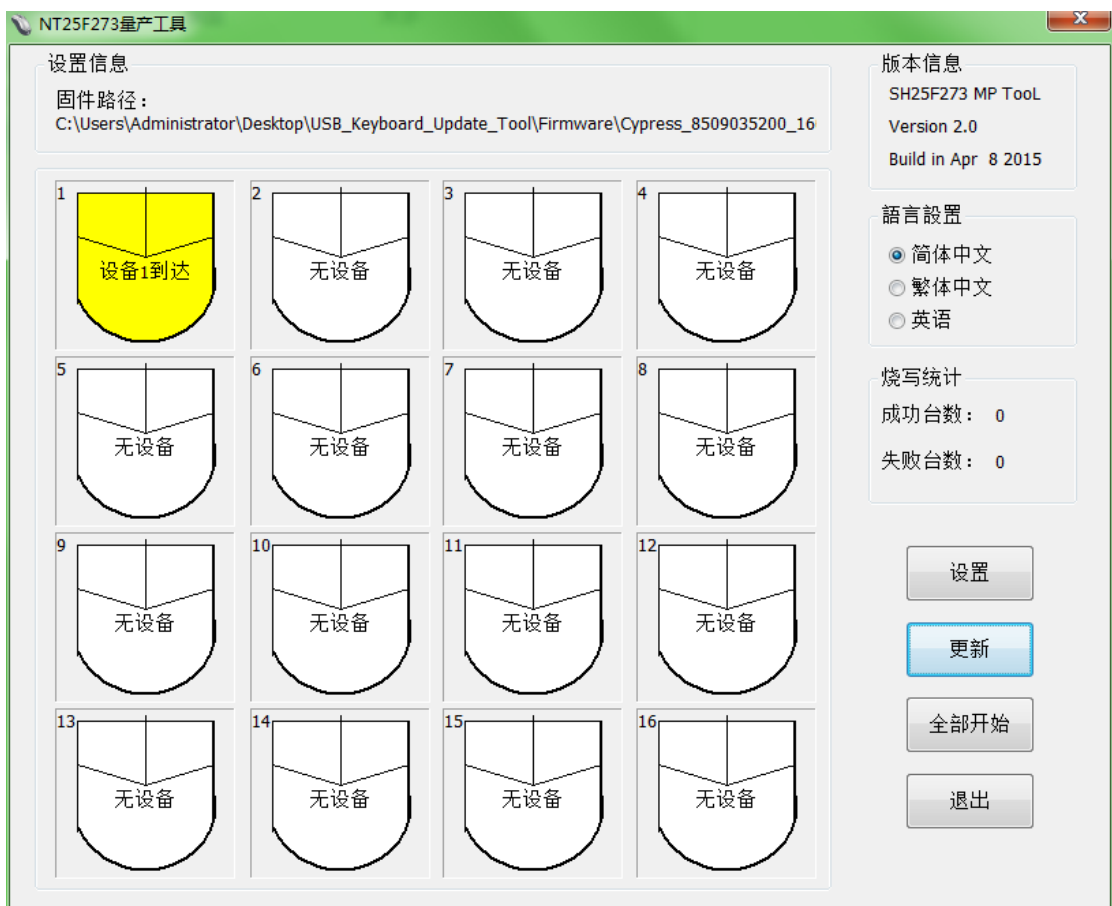 NT25F273量产工具
设置信息
固件路径：
C:\Users\Administrator\Desktop\USB_Keyboard_Update_Tool\Firmware\Cypress_8509035200_16
版本信息
SH25F273 MP TooL
Version 2.0
Build in Apr 8 2015
1
设备1到达
2
无设备
3
无设备
4
无设备
語言設置
简体中文
繁体中文
英语
5
无设备
6
无设备
7
无设备
8
无设备
烧写统计
成功台数： 0
失败台数： 0
9
无设备
10
无设备
11
无设备
12
无设备
设置
更新
13
无设备
14
无设备
15
无设备
16
无设备
全部开始
退出